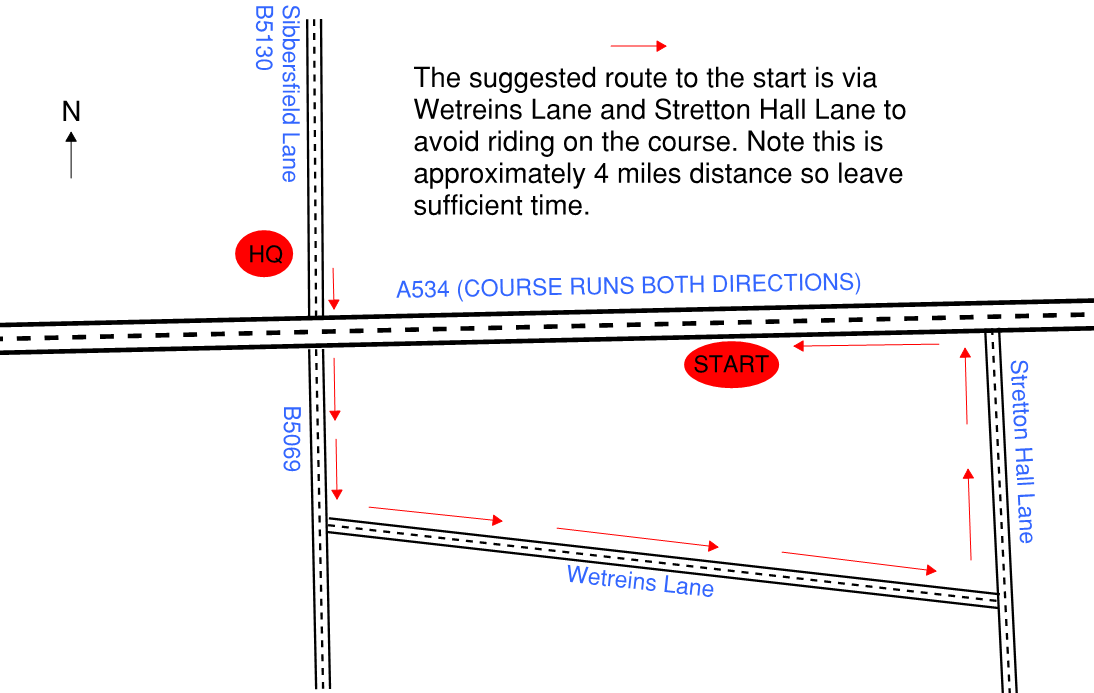 Sibbersfield Lane
B5130
N
The suggested route to the start is via
Wetreins Lane and Stretton Hall Lane to
avoid riding on the course. Note this is
approximately 4 miles distance so leave
sufficient time.
HQ
A534 (COURSE RUNS BOTH DIRECTIONS)
START
Stretton Hall Lane
B5069
Wetreins Lane